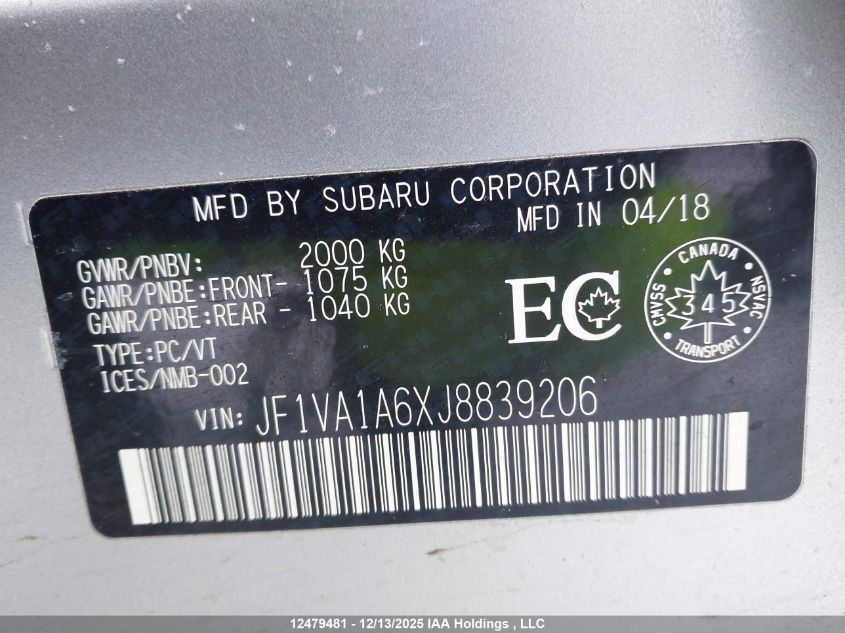 MFD BY SUBARU CORPORATION
MFD IN 04/18
GVWR/PNBV: 2000 KG
GAWR/PNBE:FRONT- 1075 KG
GAWR/PNBE:REAR - 1040 KG
TYPE:PC/VT
ICES/NMB-002
EC
CANADA
CMVSS 345 NSVAC
TRANSPORT
VIN: JF1VA1A6XJ8839206
12479481 - 12/13/2025 IAA Holdings , LLC